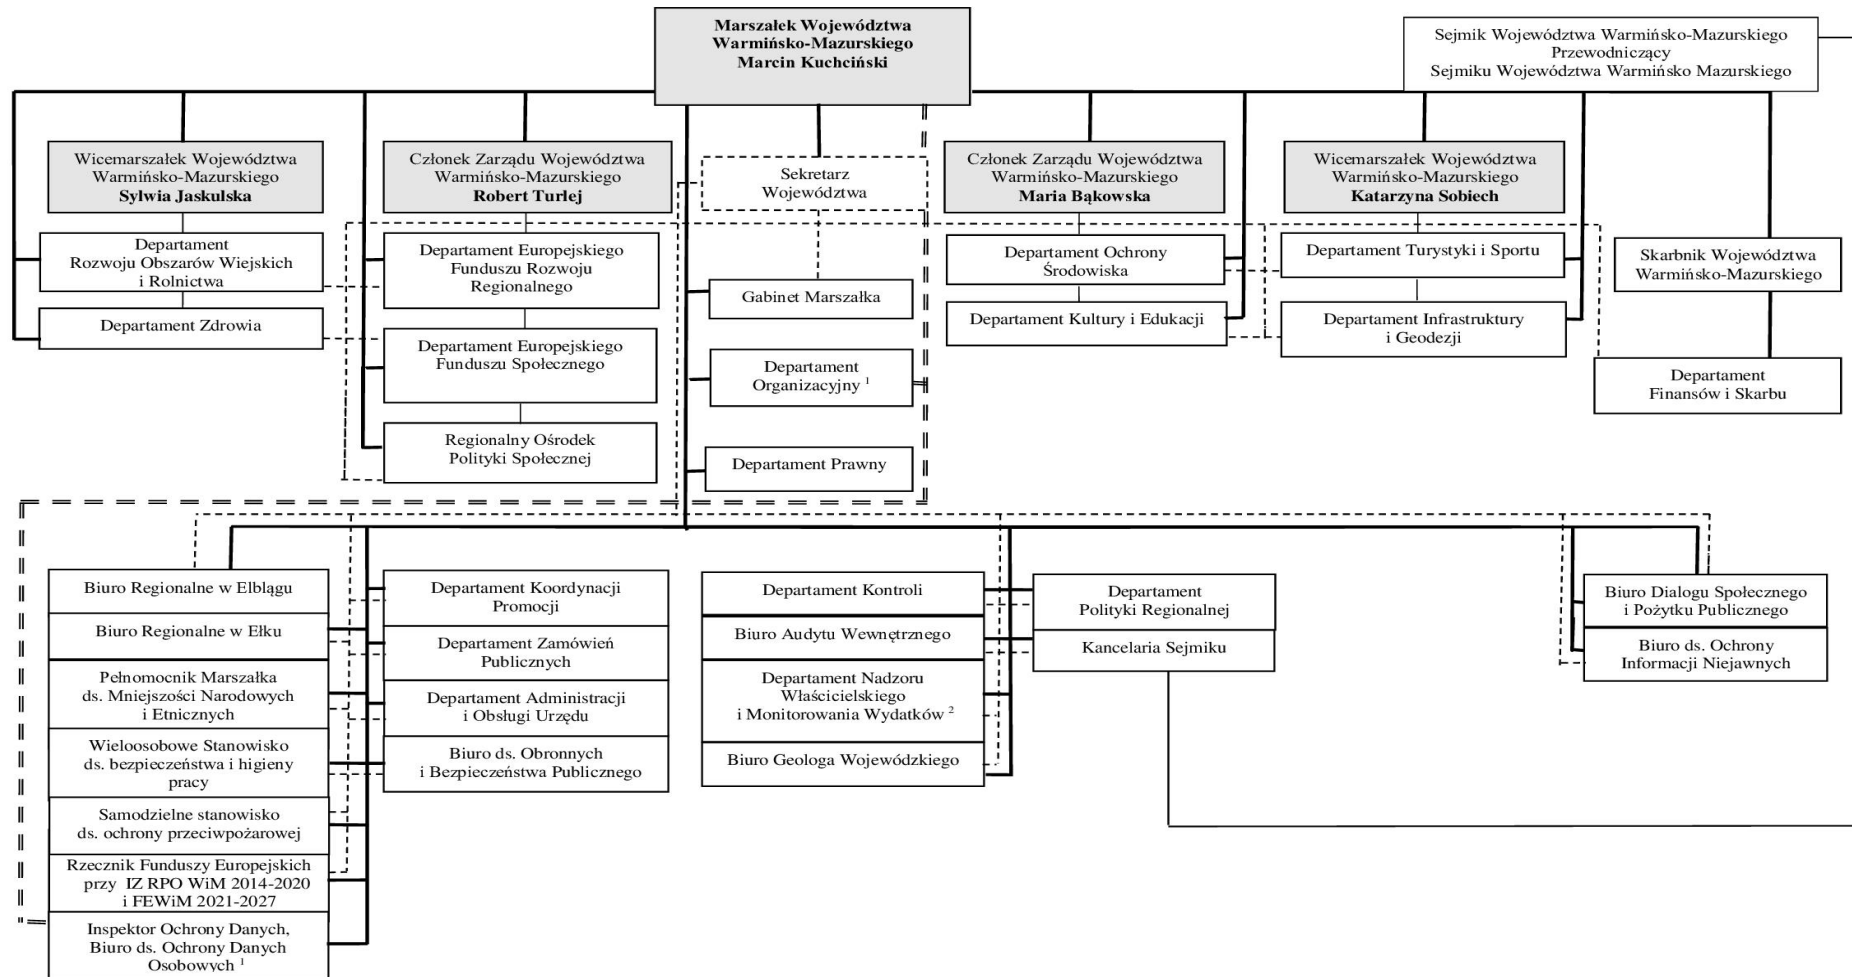 Marszałek Województwa
Warmińsko-Mazurskiego
Marcin Kuchciński
Sejmik Województwa Warmińsko-Mazurskiego
Przewodniczący
Sejmiku Województwa Warmińsko Mazurskiego
Wicemarszałek Województwa
Warmińsko-Mazurskiego
Sylwia Jaskulska
Członek Zarządu Województwa
Warmińsko-Mazurskiego
Robert Turlej
Sekretarz
Województwa
Członek Zarządu Województwa
Warmińsko-Mazurskiego
Maria Bąkowska
Wicemarszałek Województwa
Warmińsko-Mazurskiego
Katarzyna Sobiech
Departament
Rozwoju Obszarów Wiejskich
i Rolnictwa
Departament Zdrowia
Departament Europejskiego
Funduszu Rozwoju
Regionalnego
Departament Europejskiego
Funduszu Społecznego
Regionalny Ośrodek
Polityki Społecznej
Gabinet Marszałka
Departament
Organizacyjny 1
Departament Prawny
Departament Ochrony
Środowiska
Departament Kultury i Edukacji
Departament Turystyki i Sportu
Departament Infrastruktury
i Geodezji
Skarbnik Województwa
Warmińsko-Mazurskiego
Departament
Finansów i Skarbu
Biuro Regionalne w Elblągu
Biuro Regionalne w Ełku
Pełnomocnik Marszałka
ds. Mniejszości Narodowych
i Etnicznych
Wieloosobowe Stanowisko
ds. bezpieczeństwa i higieny
pracy
Samodzielne stanowisko
ds. ochrony przeciwpożarowej
Rzecznik Funduszy Europejskich
przy IZ RPO WiM 2014-2020
i FEWiM 2021-2027
Inspektor Ochrony Danych,
Biuro ds. Ochrony Danych
Osobowych 1
Departament Koordynacji
Promocji
Departament Zamówień
Publicznych
Departament Administracji
i Obsługi Urzędu
Biuro ds. Obronnych
i Bezpieczeństwa Publicznego
Departament Kontroli
Biuro Audytu Wewnętrznego
Departament Nadzoru
Właścicielskiego
i Monitorowania Wydatków 2
Biuro Geologa Wojewódzkiego
Departament
Polityki Regionalnej
Kancelaria Sejmiku
Biuro Dialogu Społecznego
i Pożytku Publicznego
Biuro ds. Ochrony
Informacji Niejawnych